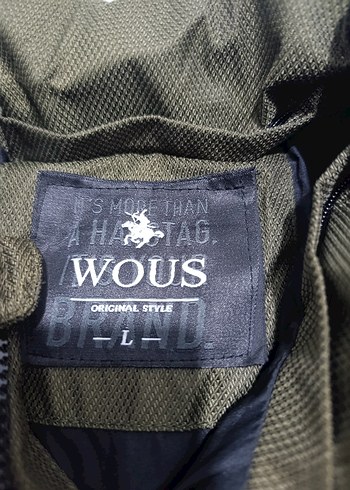 IT'S MORE THAN
A HASHTAG.
WOUS
ORIGINAL STYLE
BRAND.
L